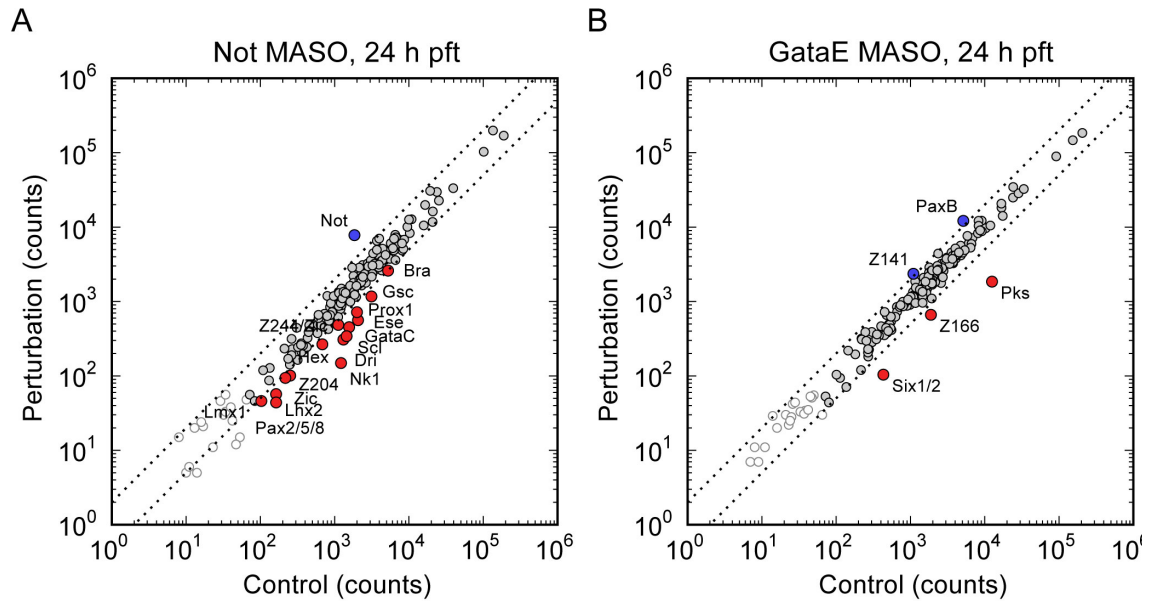 A
B
Not MASO, 24 h pft
GataE MASO, 24 h pft
Perturbation (counts)
10^6
10^5
10^4
10^3
10^2
10^1
10^0
Not
Bra
Gsc
Prox1
Ese
GataC
Scl
Dri
Nk1
Hex
Z204
Zic
Lhx2
Lmx1
Pax2/5/8
10^0 10^1 10^2 10^3 10^4 10^5 10^6
Control (counts)
Perturbation (counts)
10^6
10^5
10^4
10^3
10^2
10^1
10^0
PaxB
Z141
Pks
Z166
Six1/2
10^0 10^1 10^2 10^3 10^4 10^5 10^6
Control (counts)